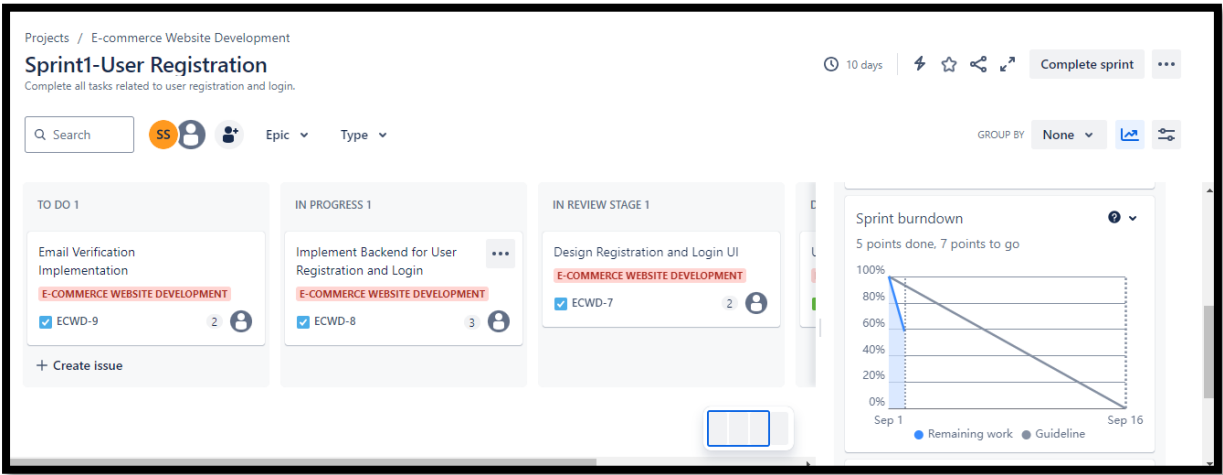 Projects / E-commerce Website Development
Sprint1-User Registration
Complete all tasks related to user registration and login.
10 days
Complete sprint
Search
SS
Epic
Type
GROUP BY
None
TO DO 1
Email Verification
Implementation
E-COMMERCE WEBSITE DEVELOPMENT
ECWD-9
2
+ Create issue
IN PROGRESS 1
Implement Backend for User
Registration and Login
E-COMMERCE WEBSITE DEVELOPMENT
ECWD-8
3
IN REVIEW STAGE 1
Design Registration and Login UI
E-COMMERCE WEBSITE DEVELOPMENT
ECWD-7
2
Sprint burndown
5 points done, 7 points to go
100%
80%
60%
40%
20%
0%
Sep 1
Sep 16
Remaining work
Guideline